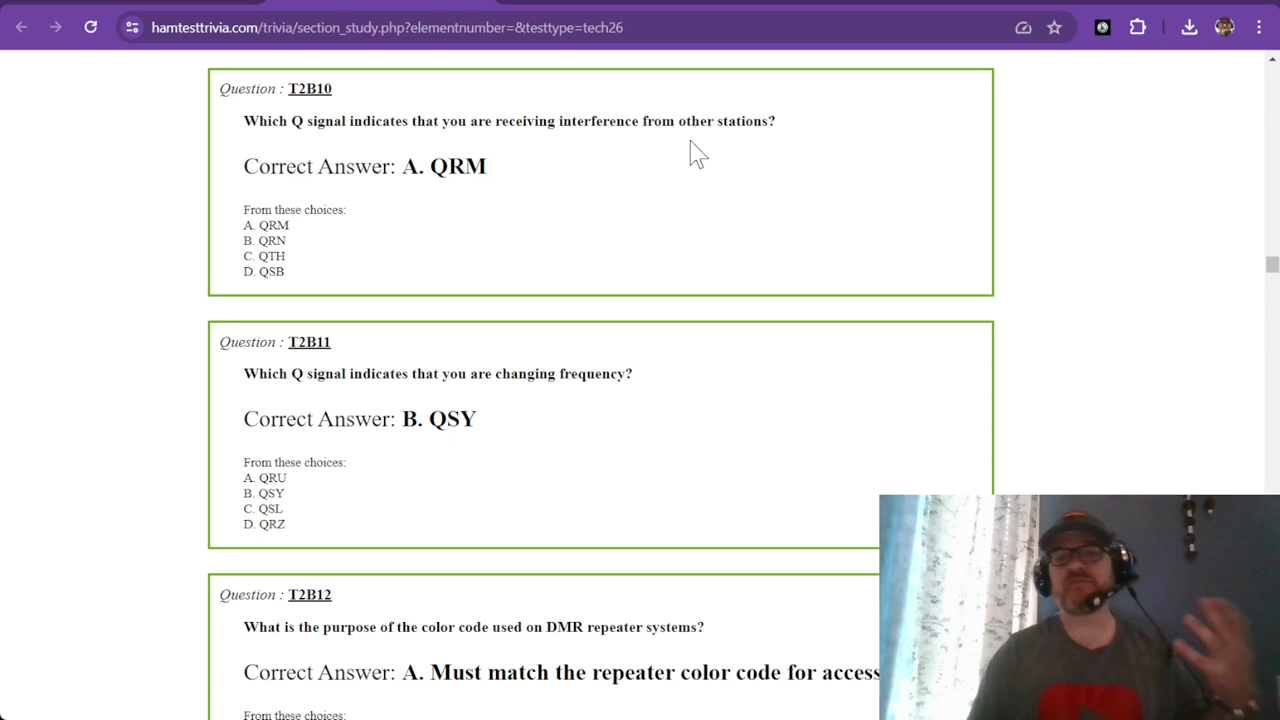 hamtesttrivia.com/trivia/section_study.php?elementnumber=&testtype=tech26
Question : T2B10
Which Q signal indicates that you are receiving interference from other stations?
Correct Answer: A. QRM
From these choices:
A. QRM
B. QRN
C. QTH
D. QSB
Question : T2B11
Which Q signal indicates that you are changing frequency?
Correct Answer: B. QSY
From these choices:
A. QRU
B. QSY
C. QSL
D. QRZ
Question : T2B12
What is the purpose of the color code used on DMR repeater systems?
Correct Answer: A. Must match the repeater color code for access
From these choices: